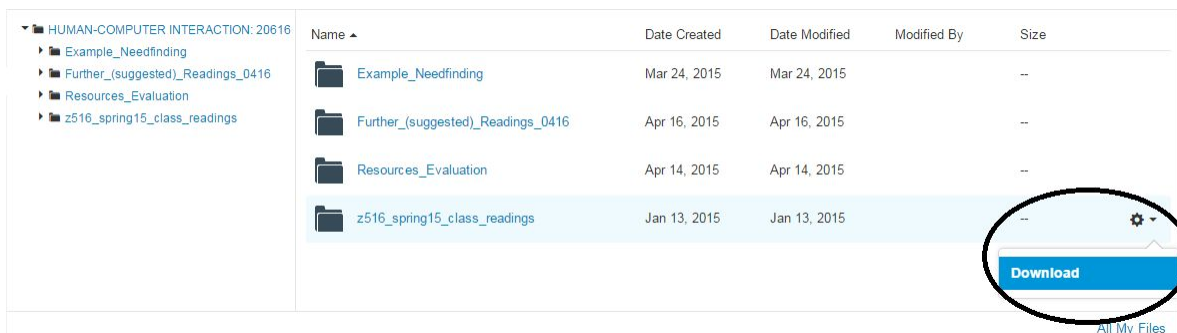 HUMAN-COMPUTER INTERACTION: 20616
Example_Needfinding
Further_(suggested)_Readings_0416
Resources_Evaluation
z516_spring15_class_readings
Name Date Created Date Modified Modified By Size
Example_Needfinding Mar 24, 2015 Mar 24, 2015 --
Further_(suggested)_Readings_0416 Apr 16, 2015 Apr 16, 2015 --
Resources_Evaluation Apr 14, 2015 Apr 14, 2015 --
z516_spring15_class_readings Jan 13, 2015 Jan 13, 2015 --
Download
All My Files